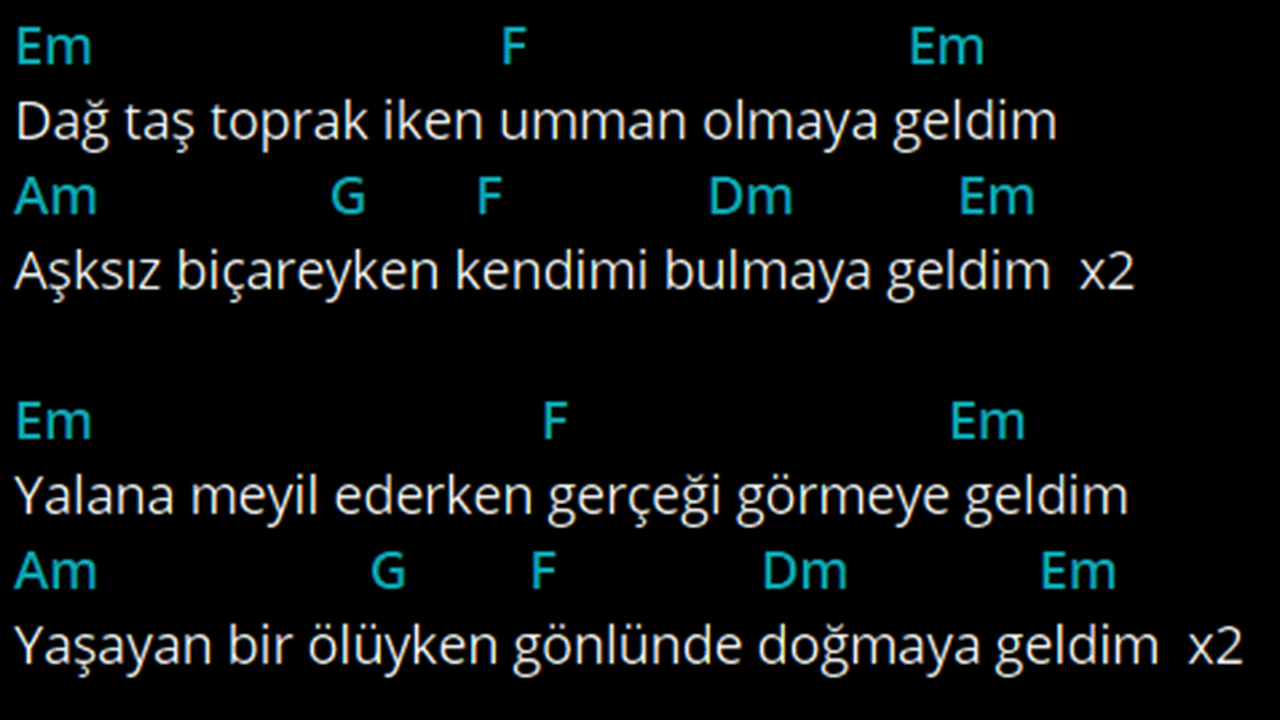 Em F Em
Dağ taş toprak iken umman olmaya geldim
Am G F Dm Em
Aşksız biçareyken kendimi bulmaya geldim x2
Em F Em
Yalana meyil ederken gerçeği görmeye geldim
Am G F Dm Em
Yaşayan bir ölüyken gönlünde doğmaya geldim x2